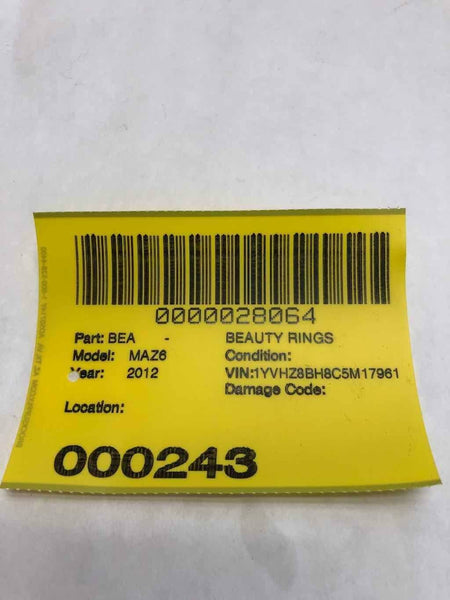 0000028064
Part: BEA - BEAUTY RINGS
Model: MAZ6 Condition:
Year: 2012 VIN:1YVHZ8BH8C5M17961
Damage Code:
Location:
000243